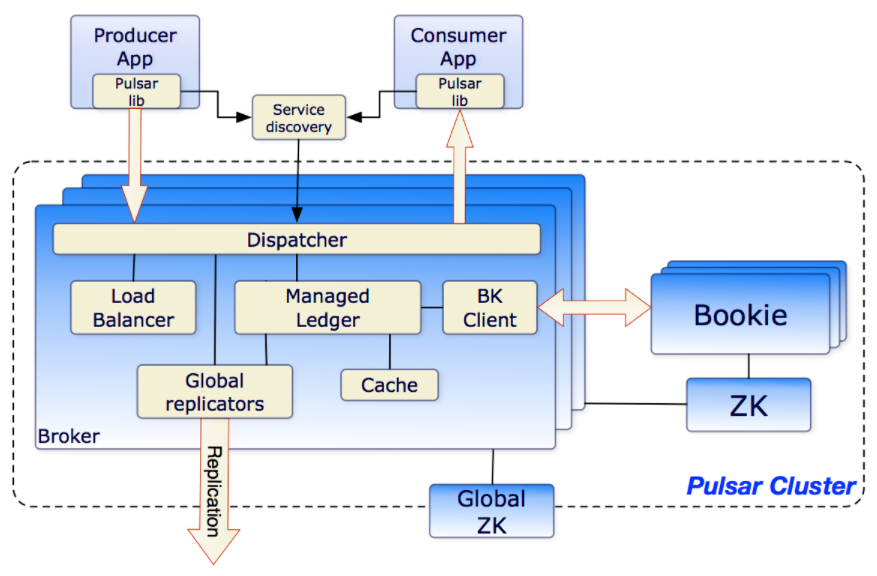 Producer
App
Pulsar
lib
Consumer
App
Pulsar
lib
Service
discovery
Dispatcher
Load
Balancer
Managed
Ledger
BK
Client
Bookie
Global
replicators
Cache
ZK
Broker
Replication
Pulsar Cluster
Global
ZK